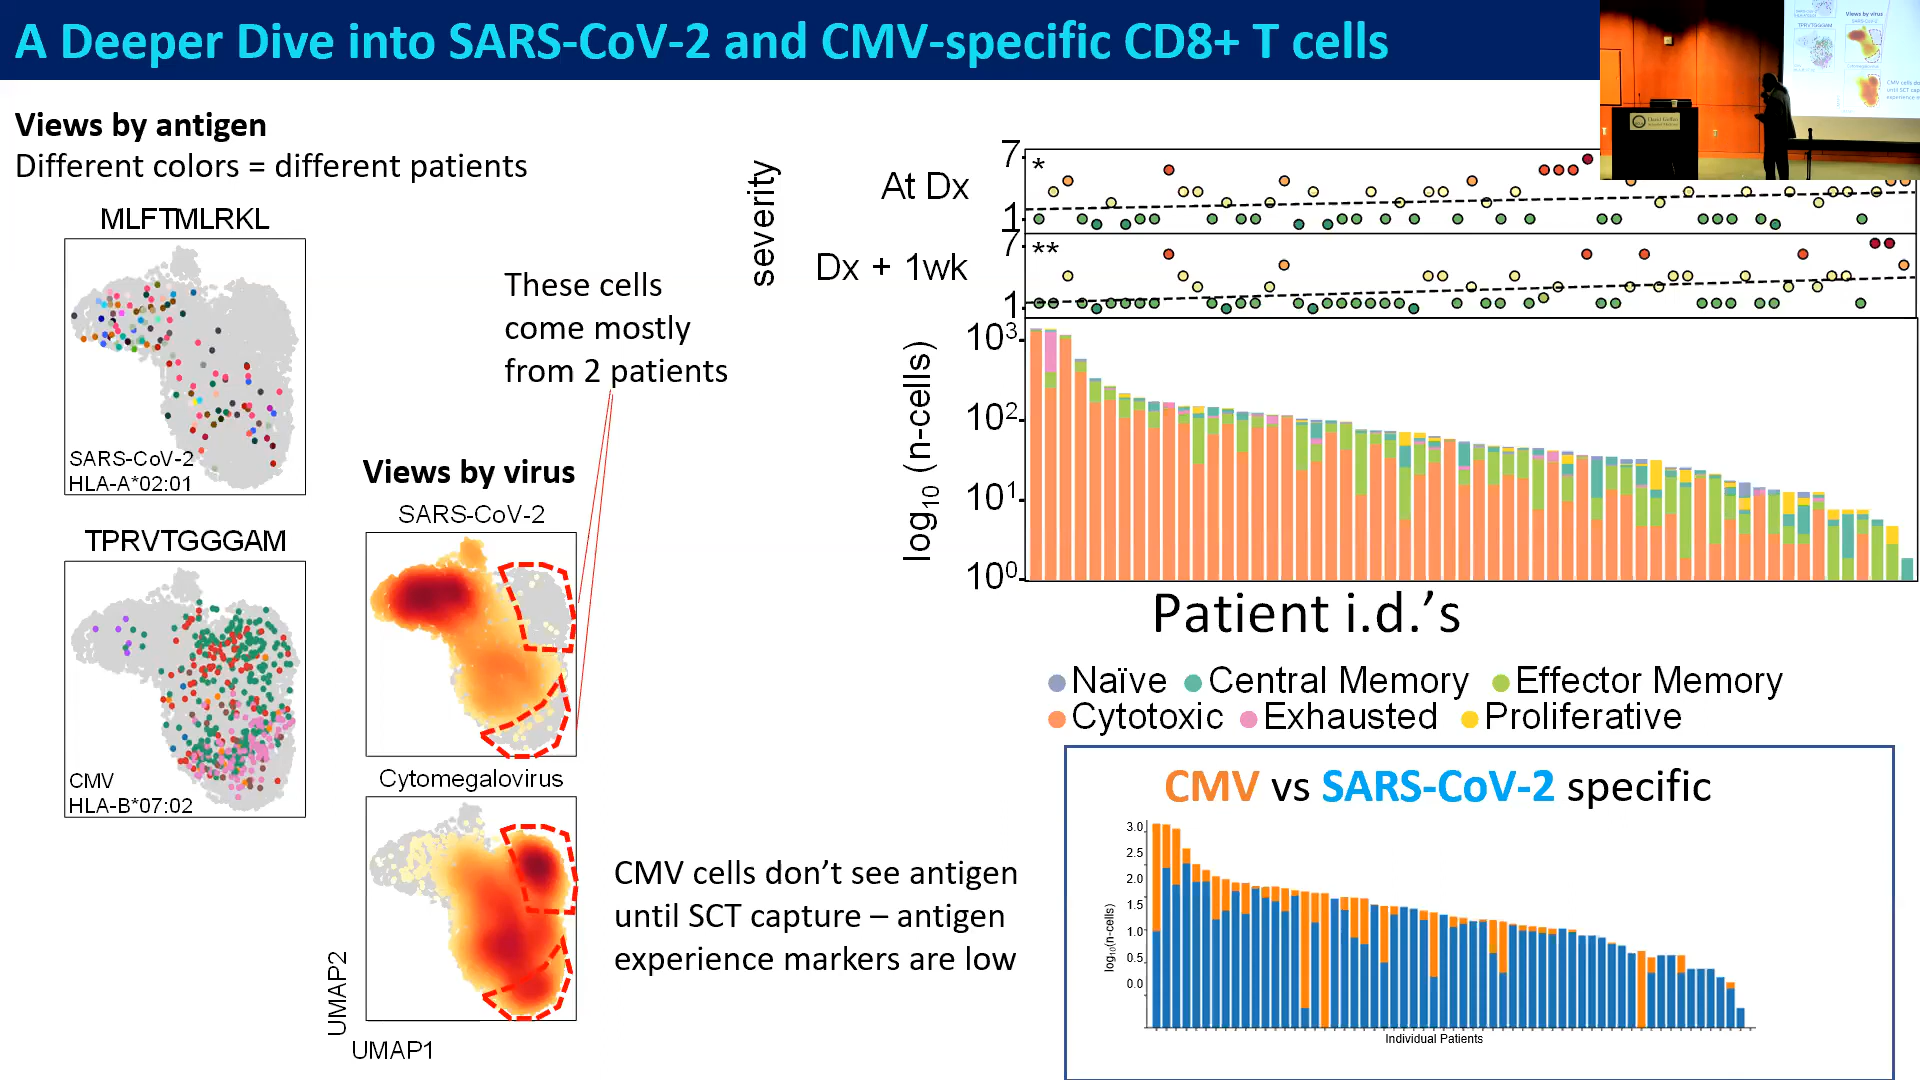 A Deeper Dive into SARS-CoV-2 and CMV-specific CD8+ T cells
Views by antigen
Different colors = different patients
MLFTMLRKL
SARS-CoV-2
HLA-A*02:01
TPRVTGGGAM
CMV
HLA-B*07:02
These cells
come mostly
from 2 patients
Views by virus
SARS-CoV-2
Cytomegalovirus
UMAP2
UMAP1
CMV cells don't see antigen
until SCT capture – antigen
experience markers are low
severity
At Dx
7
1
*
Dx + 1wk
7
1
**
log10 (n-cells)
10³
10²
10¹
10⁰
Patient i.d.'s
Naïve Central Memory Effector Memory
Cytotoxic Exhausted Proliferative
CMV vs SARS-CoV-2 specific
log10(n-cells)
3.0
2.5
2.0
1.5
1.0
0.5
0.0
Individual Patients
Views by virus
TPRVTGGGAM